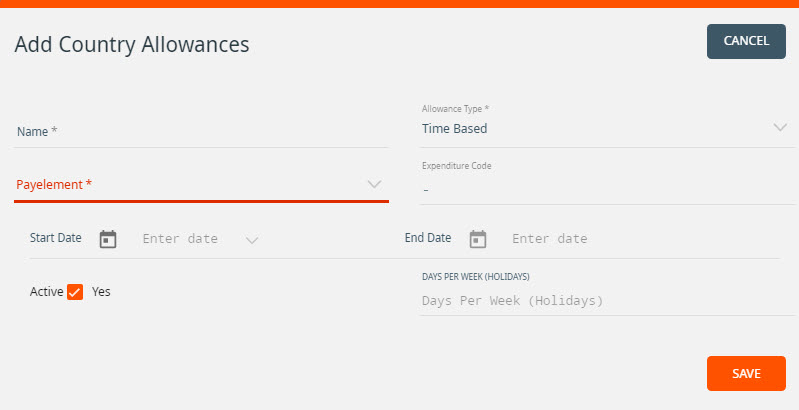 Add Country Allowances
CANCEL
Name *
Allowance Type *
Time Based
Payelement *
Expenditure Code
-
Start Date Enter date
End Date Enter date
Active Yes
DAYS PER WEEK (HOLIDAYS)
Days Per Week (Holidays)
SAVE